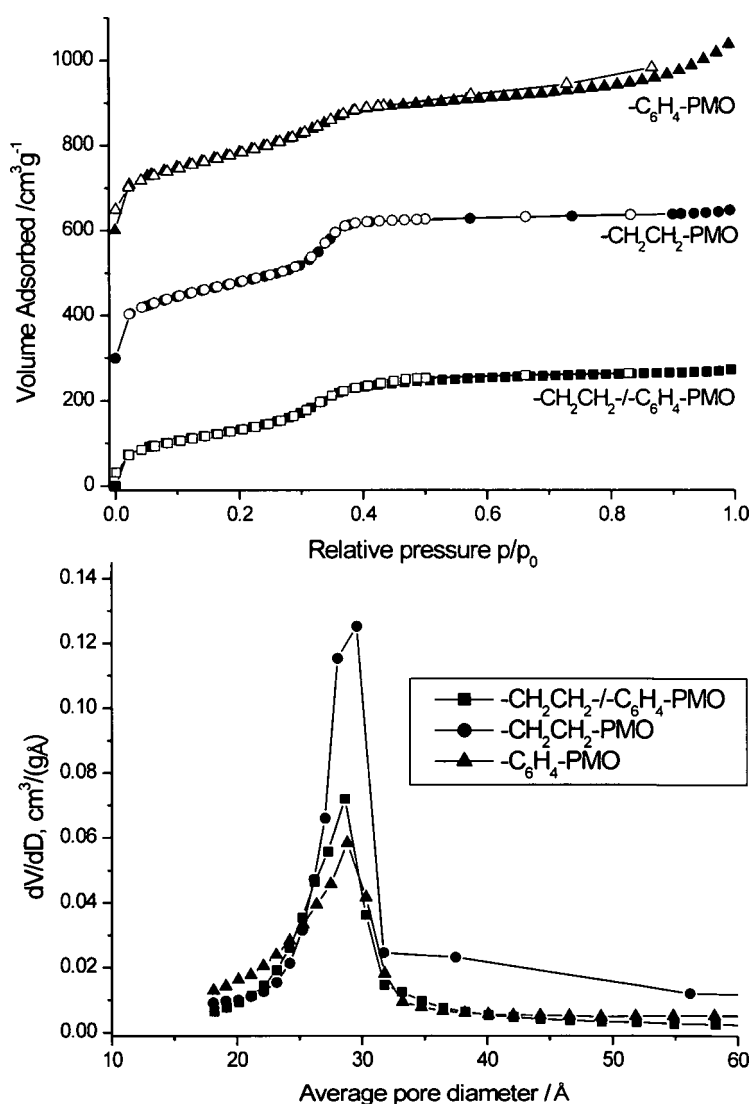 1000
800
600
400
200
0
Volume Adsorbed /cm³g⁻¹
-C₆H₄-PMO
-CH₂CH₂-PMO
-CH₂CH₂-/-C₆H₄-PMO
0.0 0.2 0.4 0.6 0.8 1.0
Relative pressure p/p₀
0.14
0.12
0.10
0.08
0.06
0.04
0.02
0.00
dV/dD, cm³/(gÅ)
-CH₂CH₂-/-C₆H₄-PMO
-CH₂CH₂-PMO
-C₆H₄-PMO
10 20 30 40 50 60
Average pore diameter / Å